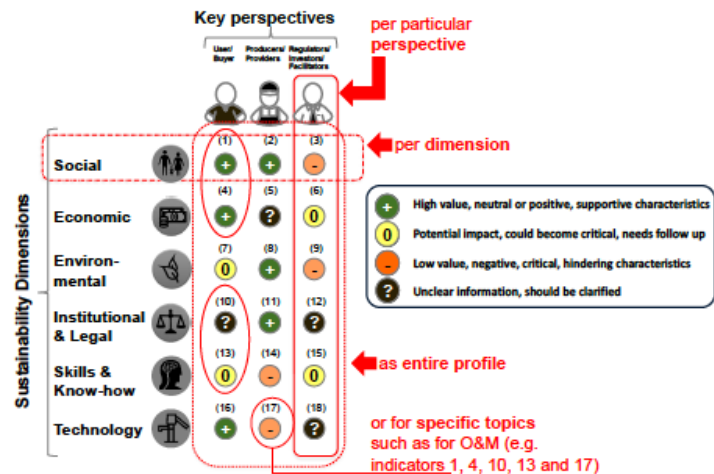 Key perspectives
per particular
perspective
User/
Buyer
Producers/
Providers
Regulators/
Investors/
Facilitators
Sustainability Dimensions
(1) (2) (3)
per dimension
Social + + -
(4) (5) (6)
Economic + ? 0
(7) (8) (9)
Environ-
mental 0 + -
(10) (11) (12)
Institutional
& Legal ? + ?
(13) (14) (15)
Skills &
Know-how 0 - 0
(16) (17) (18)
Technology + - ?
+ High value, neutral or positive, supportive characteristics
0 Potential impact, could become critical, needs follow up
- Low value, negative, critical, hindering characteristics
? Unclear information, should be clarified
as entire profile
or for specific topics
such as for O&M (e.g.
indicators 1, 4, 10, 13 and 17)